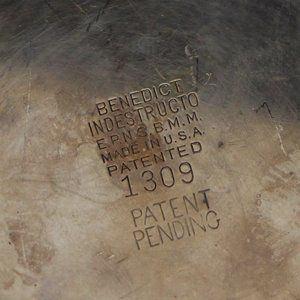 BENEDICT
INDESTRUCTO
E.P.N.S. B.M.M.
MADE IN U.S.A.
PATENTED
1309
PATENT
PENDING